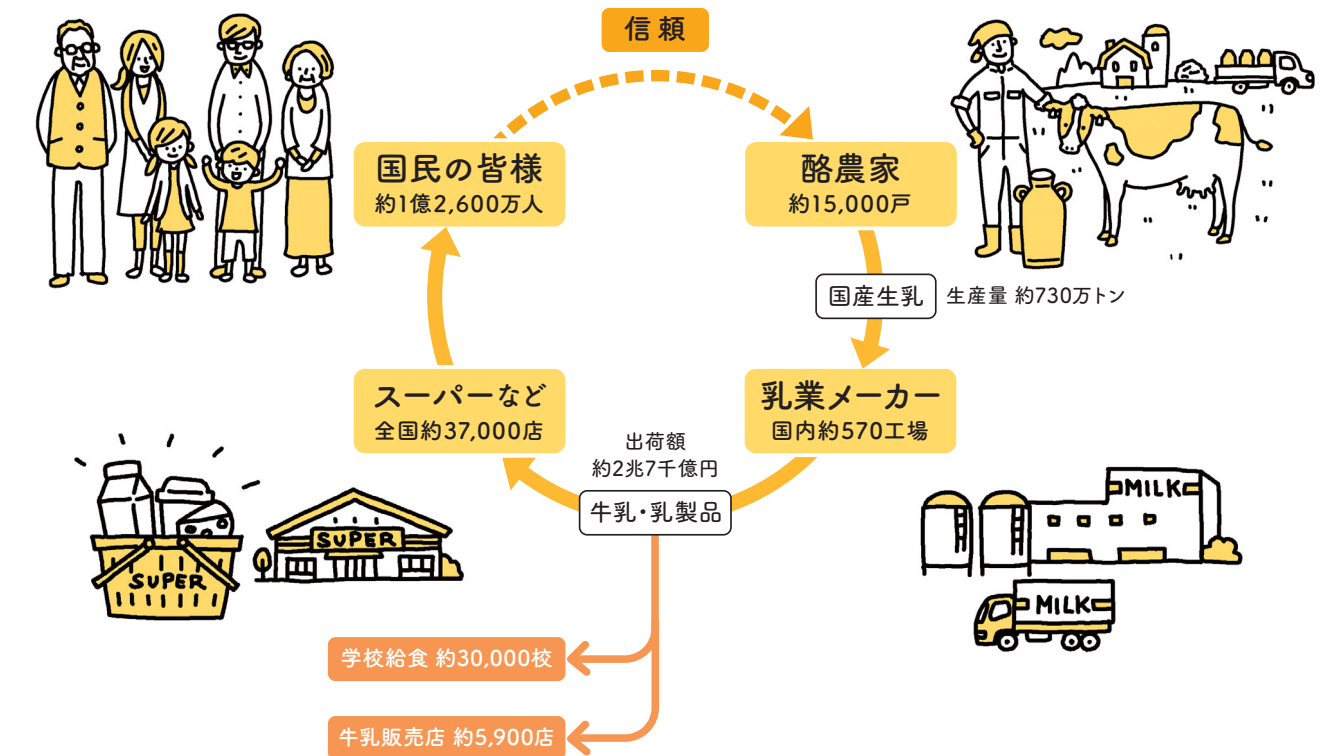 信頼
国民の皆様
約1億2,600万人
酪農家
約15,000戸
国産生乳
生産量 約730万トン
スーパーなど
全国約37,000店
乳業メーカー
国内約570工場
出荷額
約2兆7千億円
牛乳・乳製品
MILK
SUPER
SUPER
MILK
学校給食 約30,000校
牛乳販売店 約5,900店